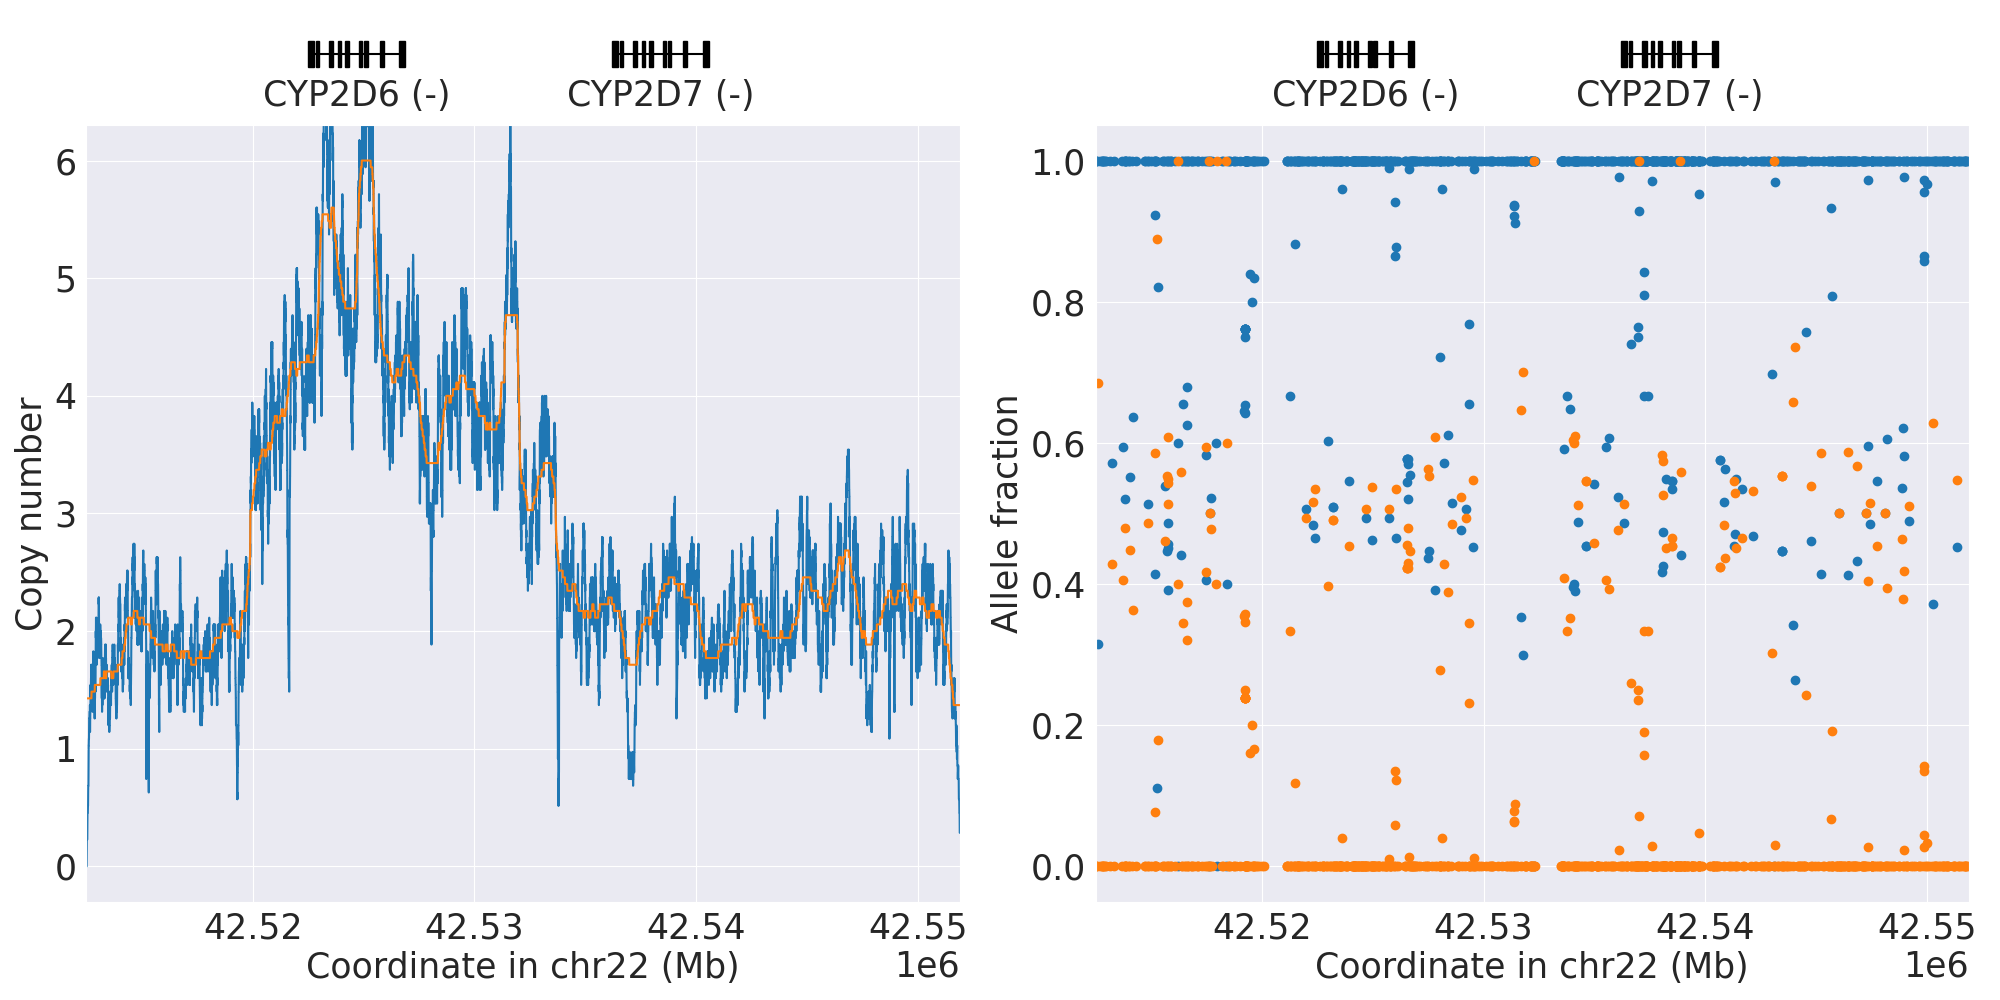 CYP2D6 (-)
CYP2D7 (-)
6
5
4
3
2
1
0
Copy number
42.52
42.53
42.54
42.55
Coordinate in chr22 (Mb)
1e6
CYP2D6 (-)
CYP2D7 (-)
1.0
0.8
0.6
0.4
0.2
0.0
Allele fraction
42.52
42.53
42.54
42.55
Coordinate in chr22 (Mb)
1e6